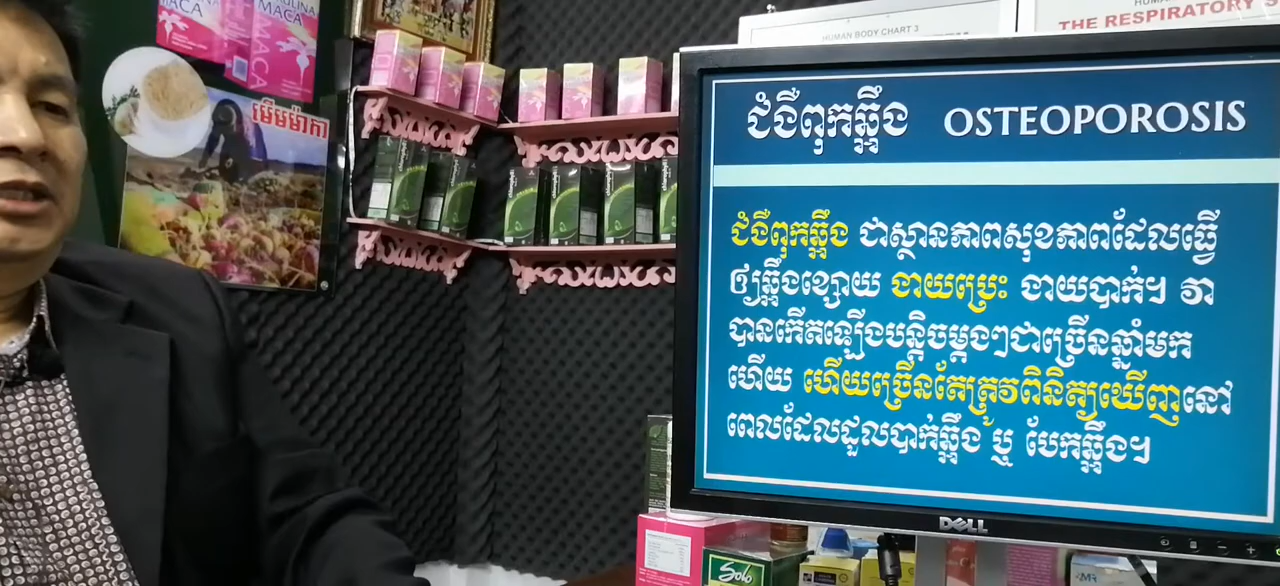 MACA
MACA
MACA
មើមម៉ាកា
HUMAN BODY CHART 3
THE RESPIRATORY S
ជំងឺពុកឆ្អឹង OSTEOPOROSIS
ជំងឺពុកឆ្អឹង ជាស្ថានភាពសុខភាពដែលធ្វើ
ឲ្យឆ្អឹងខ្សោយ ងាយប្រេះ ងាយបាក់។ វា
បានកើតឡើងបន្តិចម្តងៗជាច្រើនឆ្នាំមក
ហើយ ហើយច្រើនតែត្រូវពិនិត្យឃើញនៅ
ពេលដែលដួលបាក់ឆ្អឹង ឬ បែកឆ្អឹង។
DELL
Solo